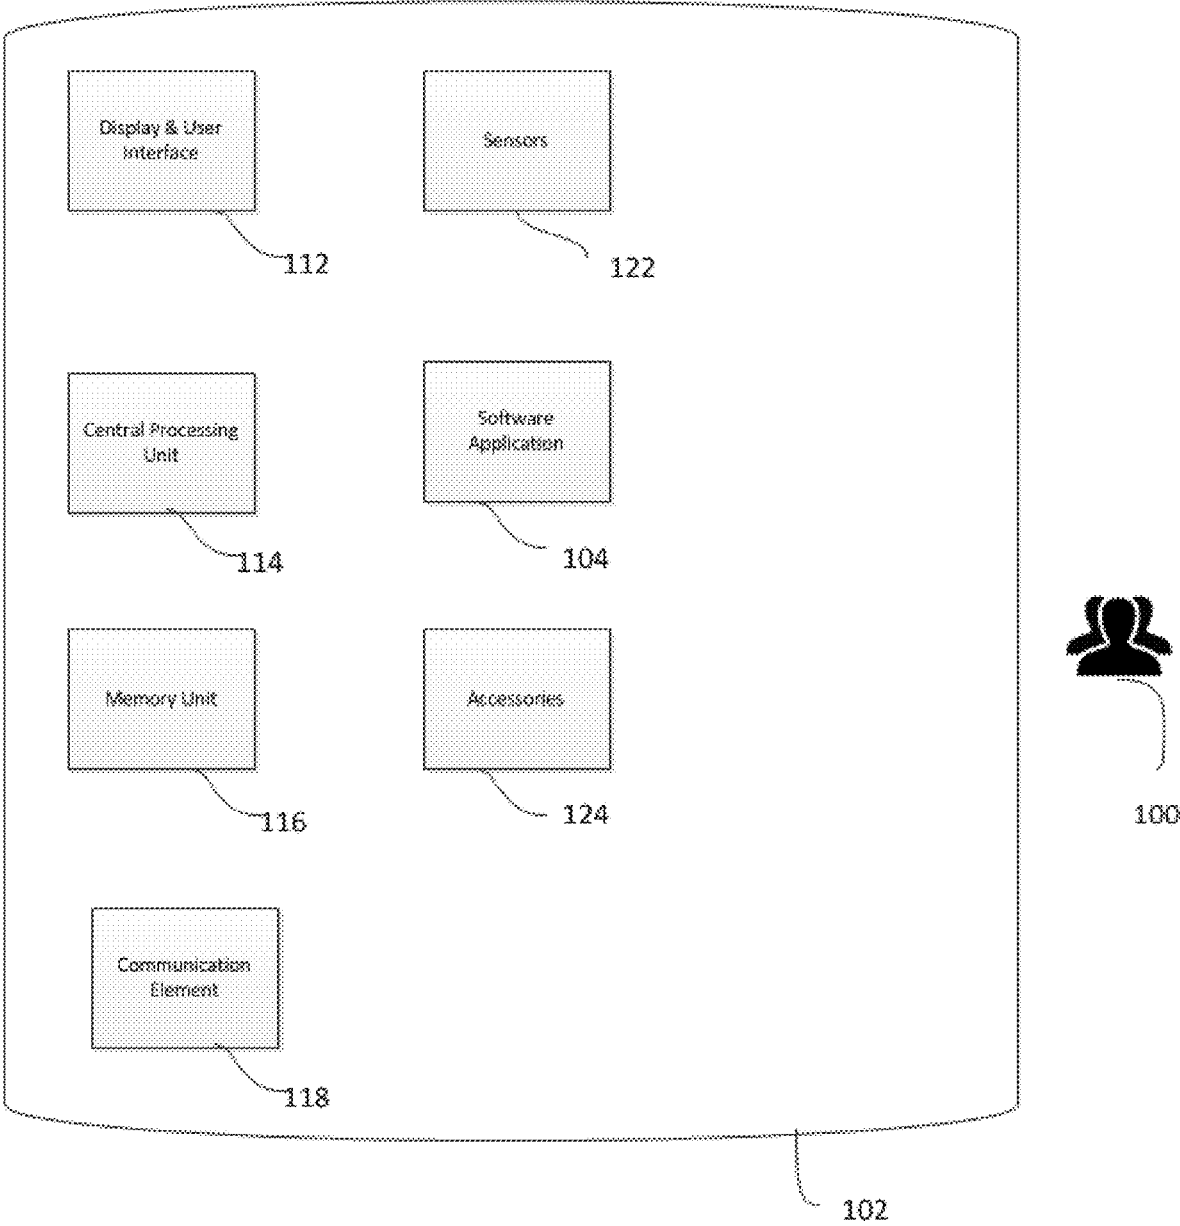 Display & User
Interface
112
Sensors
122
Central Processing
Unit
114
Software
Application
104
Memory Unit
116
Accessories
124
100
Communication
Element
118
102